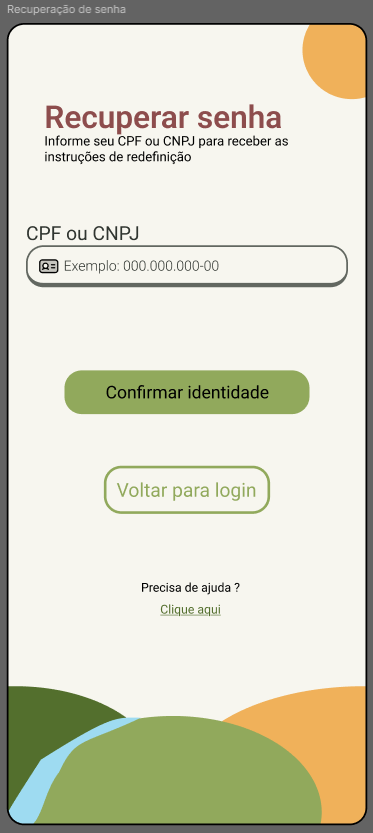 Recuperação de senha
Recuperar senha
Informe seu CPF ou CNPJ para receber as
instruções de redefinição
CPF ou CNPJ
Exemplo: 000.000.000-00
Confirmar identidade
Voltar para login
Precisa de ajuda ?
Clique aqui